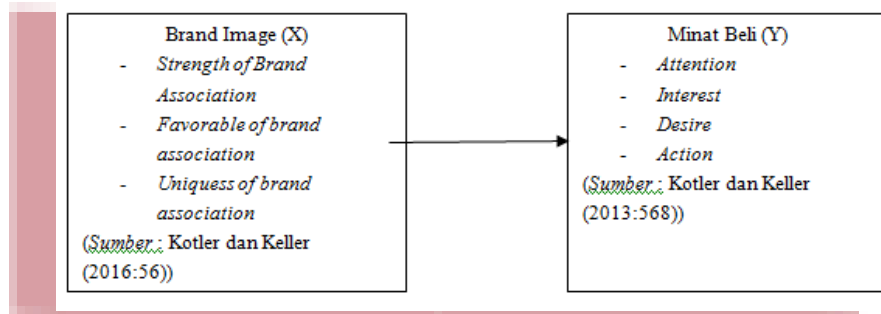 Brand Image (X)
- Strength of Brand
Association
- Favorable of brand
association
- Uniquess of brand
association
(Sumber : Kotler dan Keller
(2016:56))
Minat Beli (Y)
- Attention
- Interest
- Desire
- Action
(Sumber : Kotler dan Keller
(2013:568))